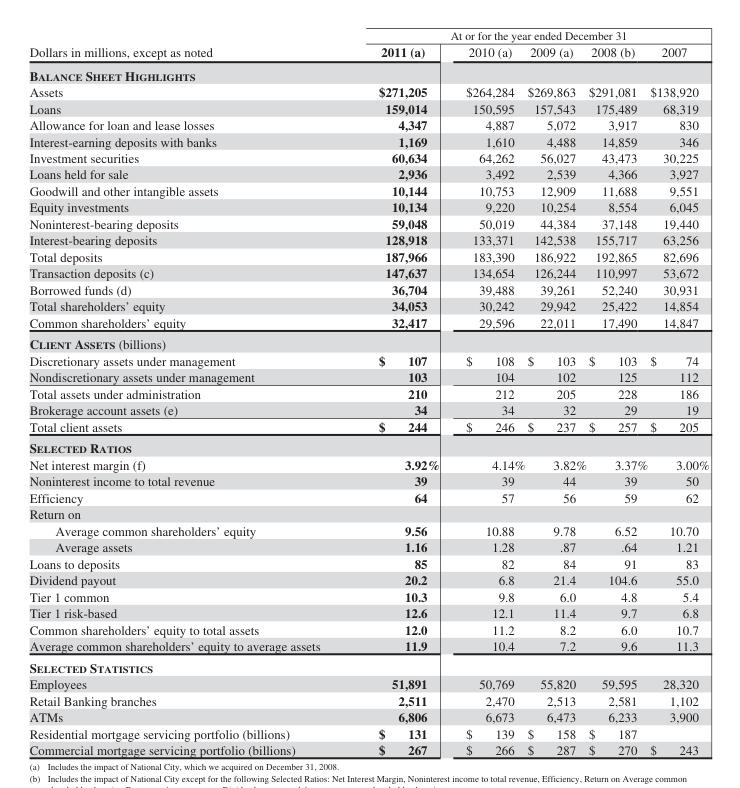 At or for the year ended December 31
Dollars in millions, except as noted 2011 (a) 2010 (a) 2009 (a) 2008 (b) 2007
BALANCE SHEET HIGHLIGHTS
Assets $271,205 $264,284 $269,863 $291,081 $138,920
Loans 159,014 150,595 157,543 175,489 68,319
Allowance for loan and lease losses 4,347 4,887 5,072 3,917 830
Interest-earning deposits with banks 1,169 1,610 4,488 14,859 346
Investment securities 60,634 64,262 56,027 43,473 30,225
Loans held for sale 2,936 3,492 2,539 4,366 3,927
Goodwill and other intangible assets 10,144 10,753 12,909 11,688 9,551
Equity investments 10,134 9,220 10,254 8,554 6,045
Noninterest-bearing deposits 59,048 50,019 44,384 37,148 19,440
Interest-bearing deposits 128,918 133,371 142,538 155,717 63,256
Total deposits 187,966 183,390 186,922 192,865 82,696
Transaction deposits (c) 147,637 134,654 126,244 110,997 53,672
Borrowed funds (d) 36,704 39,488 39,261 52,240 30,931
Total shareholders' equity 34,053 30,242 29,942 25,422 14,854
Common shareholders' equity 32,417 29,596 22,011 17,490 14,847
CLIENT ASSETS (billions)
Discretionary assets under management $ 107 $ 108 $ 103 $ 103 $ 74
Nondiscretionary assets under management 103 104 102 125 112
Total assets under administration 210 212 205 228 186
Brokerage account assets (e) 34 34 32 29 19
Total client assets $ 244 $ 246 $ 237 $ 257 $ 205
SELECTED RATIOS
Net interest margin (f) 3.92% 4.14% 3.82% 3.37% 3.00%
Noninterest income to total revenue 39 39 44 39 50
Efficiency 64 57 56 59 62
Return on
Average common shareholders' equity 9.56 10.88 9.78 6.52 10.70
Average assets 1.16 1.28 .87 .64 1.21
Loans to deposits 85 82 84 91 83
Dividend payout 20.2 6.8 21.4 104.6 55.0
Tier 1 common 10.3 9.8 6.0 4.8 5.4
Tier 1 risk-based 12.6 12.1 11.4 9.7 6.8
Common shareholders' equity to total assets 12.0 11.2 8.2 6.0 10.7
Average common shareholders' equity to average assets 11.9 10.4 7.2 9.6 11.3
SELECTED STATISTICS
Employees 51,891 50,769 55,820 59,595 28,320
Retail Banking branches 2,511 2,470 2,513 2,581 1,102
ATMs 6,806 6,673 6,473 6,233 3,900
Residential mortgage servicing portfolio (billions) $ 131 $ 139 $ 158 $ 187
Commercial mortgage servicing portfolio (billions) $ 267 $ 266 $ 287 $ 270 $ 243
(a) Includes the impact of National City, which we acquired on December 31, 2008.
(b) Includes the impact of National City except for the following Selected Ratios: Net Interest Margin, Noninterest income to total revenue, Efficiency, Return on Average common